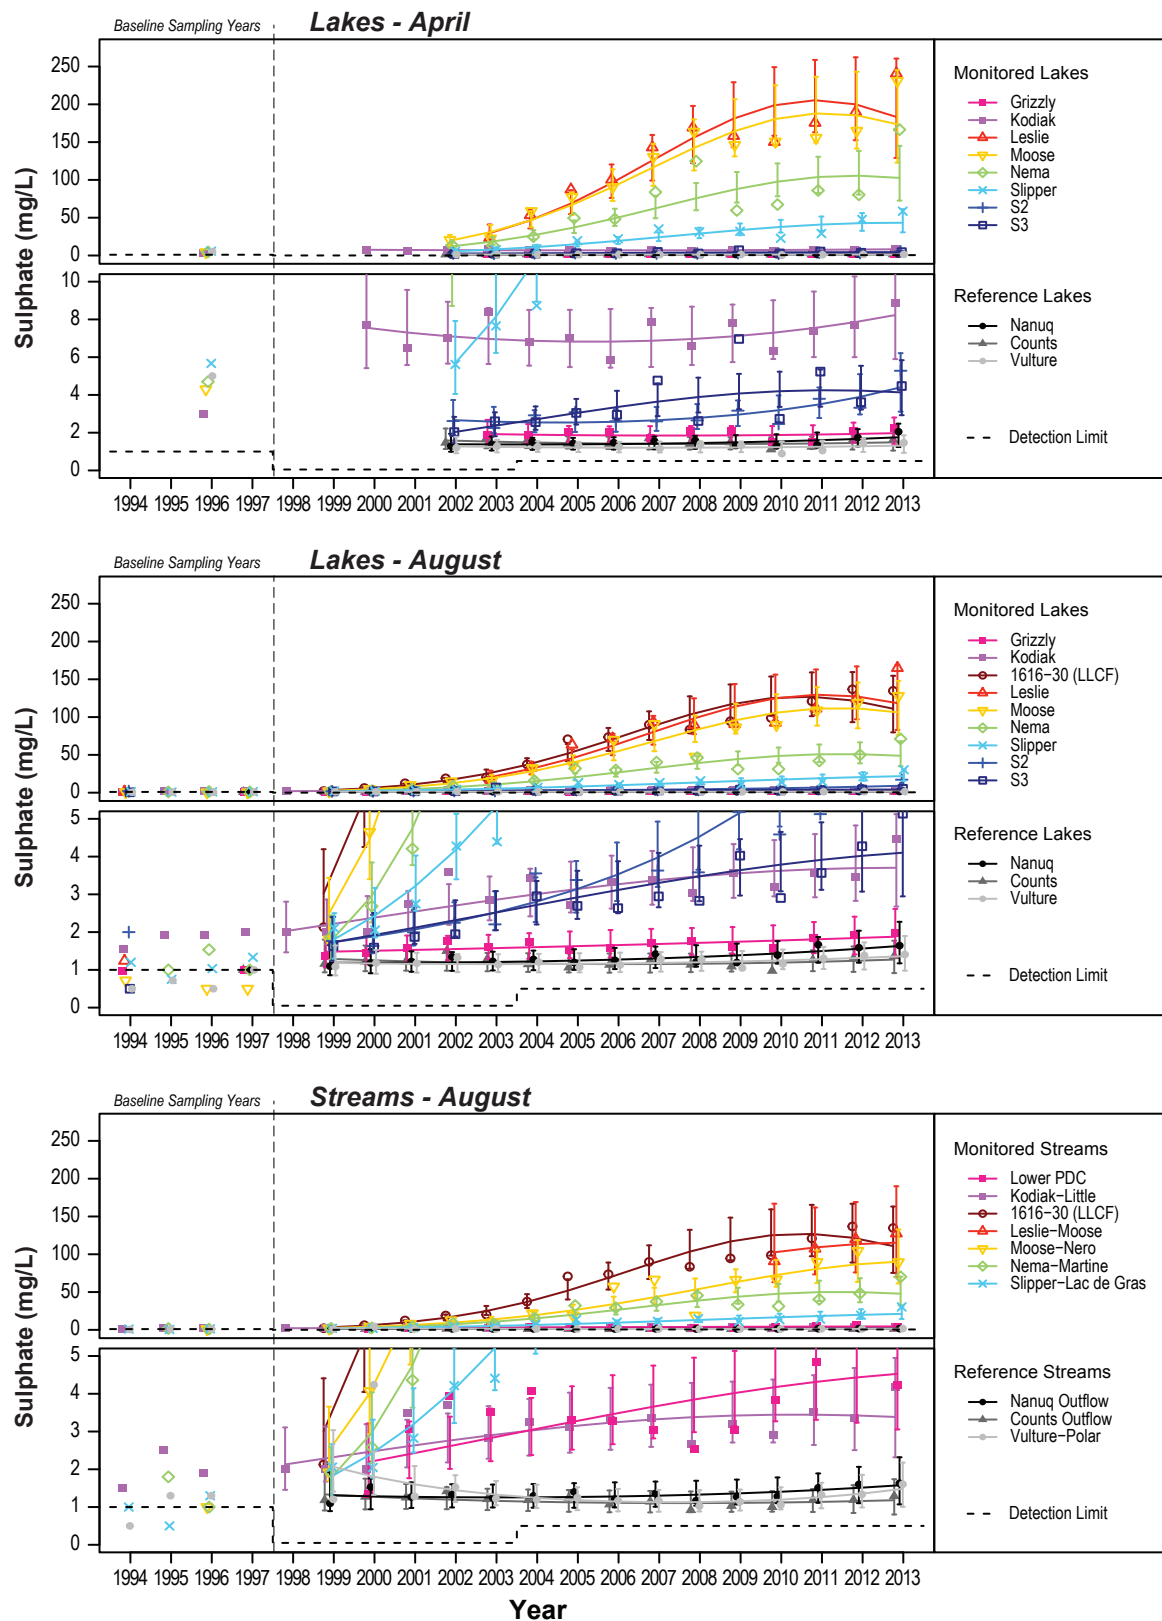 Baseline Sampling Years
Lakes - April
Sulphate (mg/L)
250
200
150
100
50
0
10
8
6
4
2
0
1994 1995 1996 1997 1998 1999 2000 2001 2002 2003 2004 2005 2006 2007 2008 2009 2010 2011 2012 2013
Monitored Lakes
Grizzly
Kodiak
Leslie
Moose
Nema
Slipper
S2
S3
Reference Lakes
Nanuq
Counts
Vulture
Detection Limit
Baseline Sampling Years
Lakes - August
Sulphate (mg/L)
250
200
150
100
50
0
5
4
3
2
1
0
1994 1995 1996 1997 1998 1999 2000 2001 2002 2003 2004 2005 2006 2007 2008 2009 2010 2011 2012 2013
Monitored Lakes
Grizzly
Kodiak
1616−30 (LLCF)
Leslie
Moose
Nema
Slipper
S2
S3
Reference Lakes
Nanuq
Counts
Vulture
Detection Limit
Baseline Sampling Years
Streams - August
Sulphate (mg/L)
250
200
150
100
50
0
5
4
3
2
1
0
1994 1995 1996 1997 1998 1999 2000 2001 2002 2003 2004 2005 2006 2007 2008 2009 2010 2011 2012 2013
Year
Monitored Streams
Lower PDC
Kodiak−Little
1616−30 (LLCF)
Leslie−Moose
Moose−Nero
Nema−Martine
Slipper−Lac de Gras
Reference Streams
Nanuq Outflow
Counts Outflow
Vulture−Polar
Detection Limit